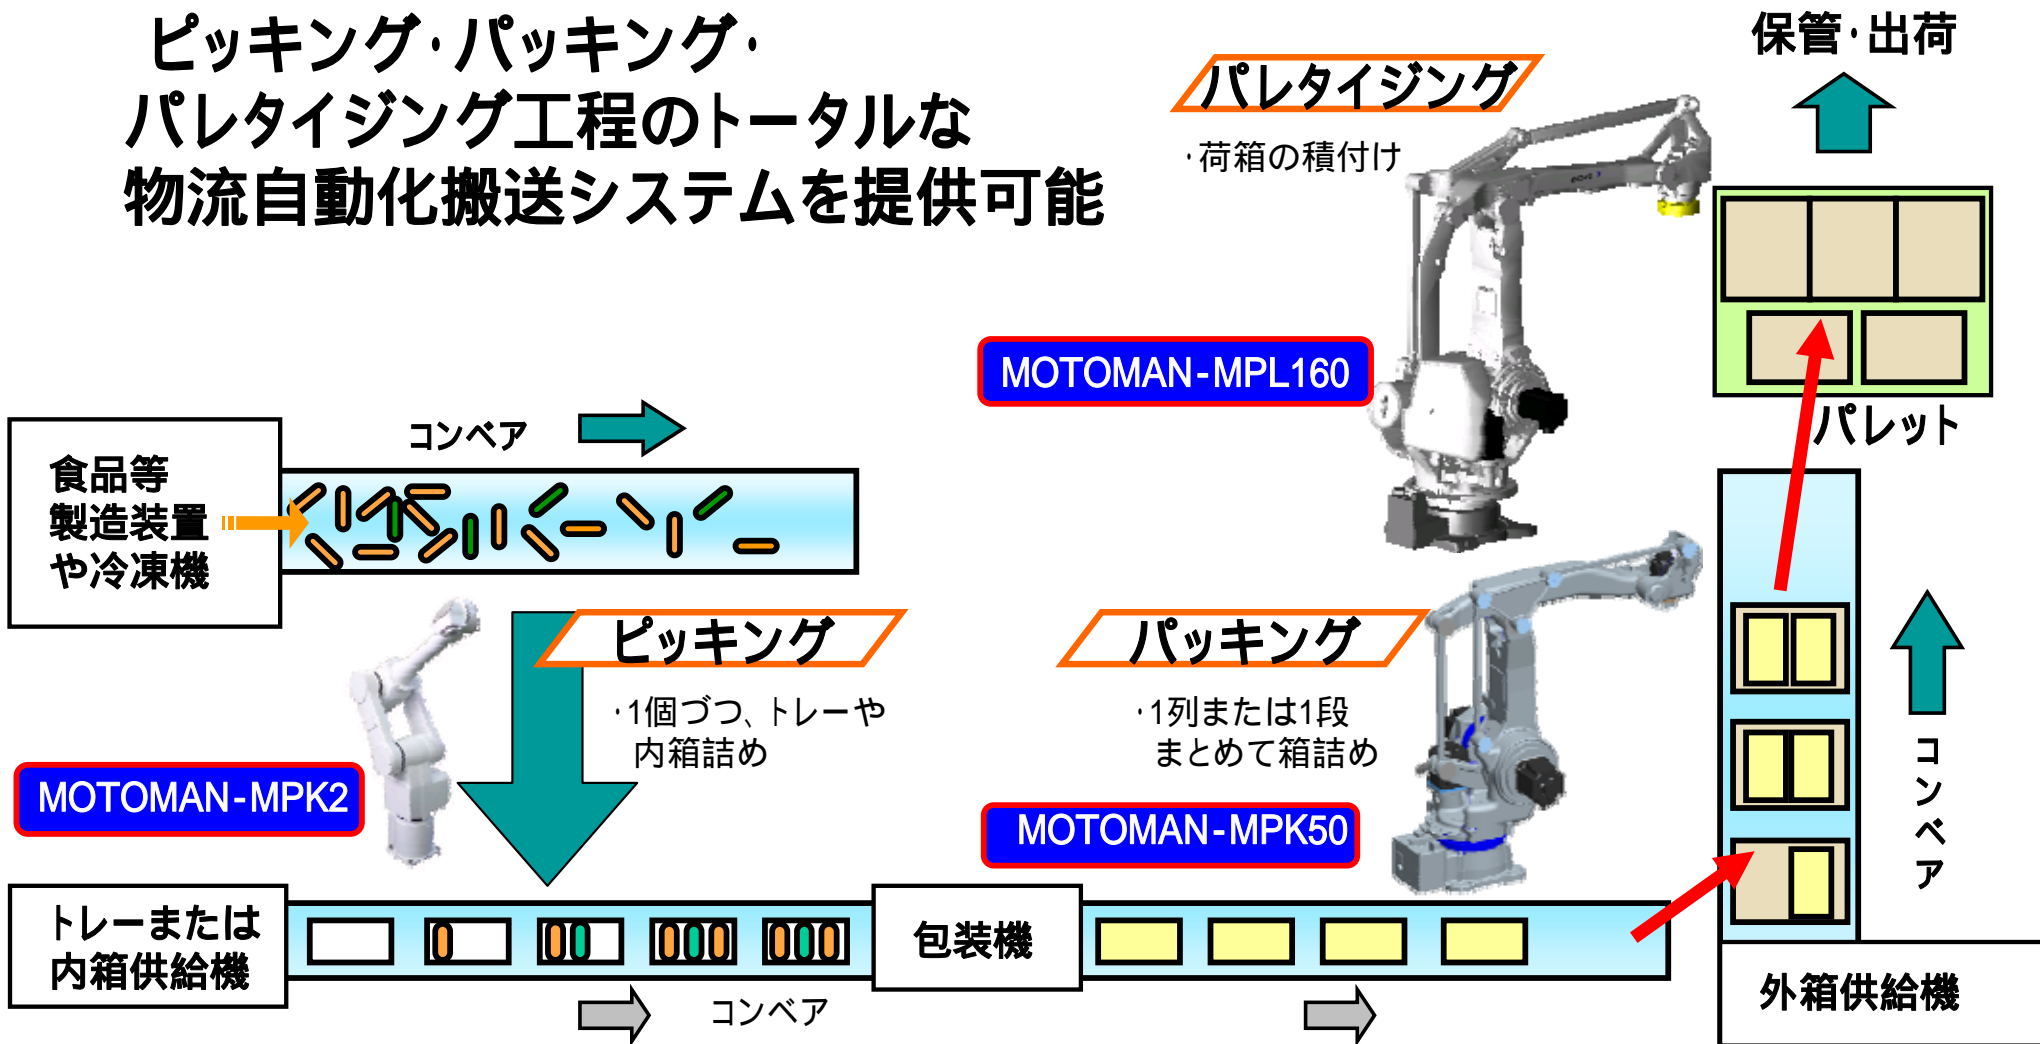 ピッキング・パッキング・
パレタイジング工程のトータルな
物流自動化搬送システムを提供可能
パレタイジング
・荷箱の積付け
保管・出荷
MOTOMAN-MPL160
パレット
コンベア
食品等
製造装置
や冷凍機
ピッキング
・1個づつ、トレーや
内箱詰め
MOTOMAN-MPK2
パッキング
・1列または1段
まとめて箱詰め
MOTOMAN-MPK50
コンベア
トレーまたは
内箱供給機
包装機
コンベア
外箱供給機